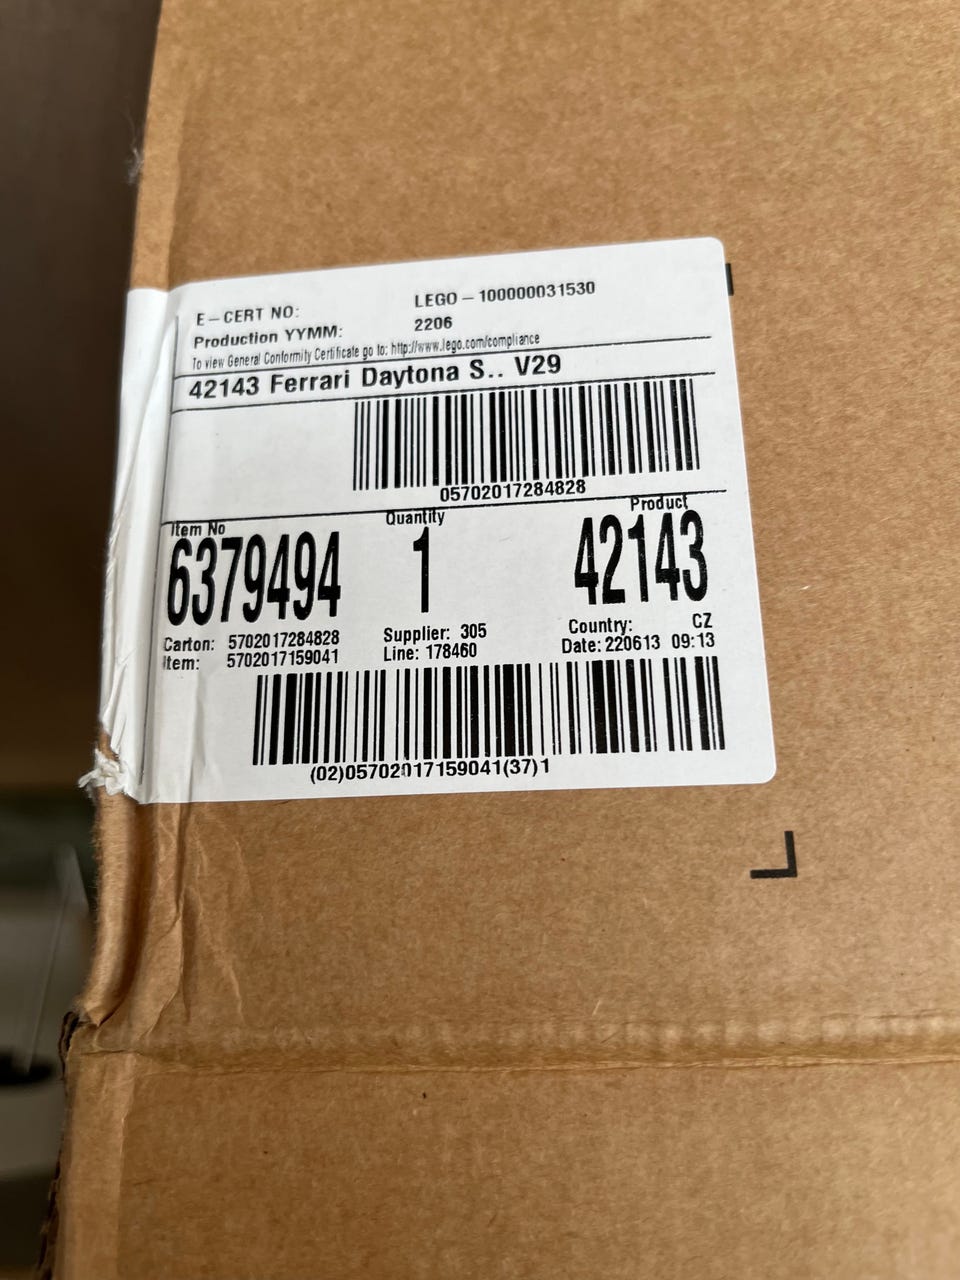 E-CERT NO: LEGO - 100000031530
Production YYMM: 2206
To view General Conformity Certificate go to: http://www.lego.com/compliance
42143 Ferrari Daytona S.. V29
05702017284828
Item No Quantity Product
6379494 1 42143
Carton: 5702017284828 Supplier: 305 Country: CZ
Item: 5702017159041 Line: 178460 Date: 220613 09:13
(02)05702017159041(37)1